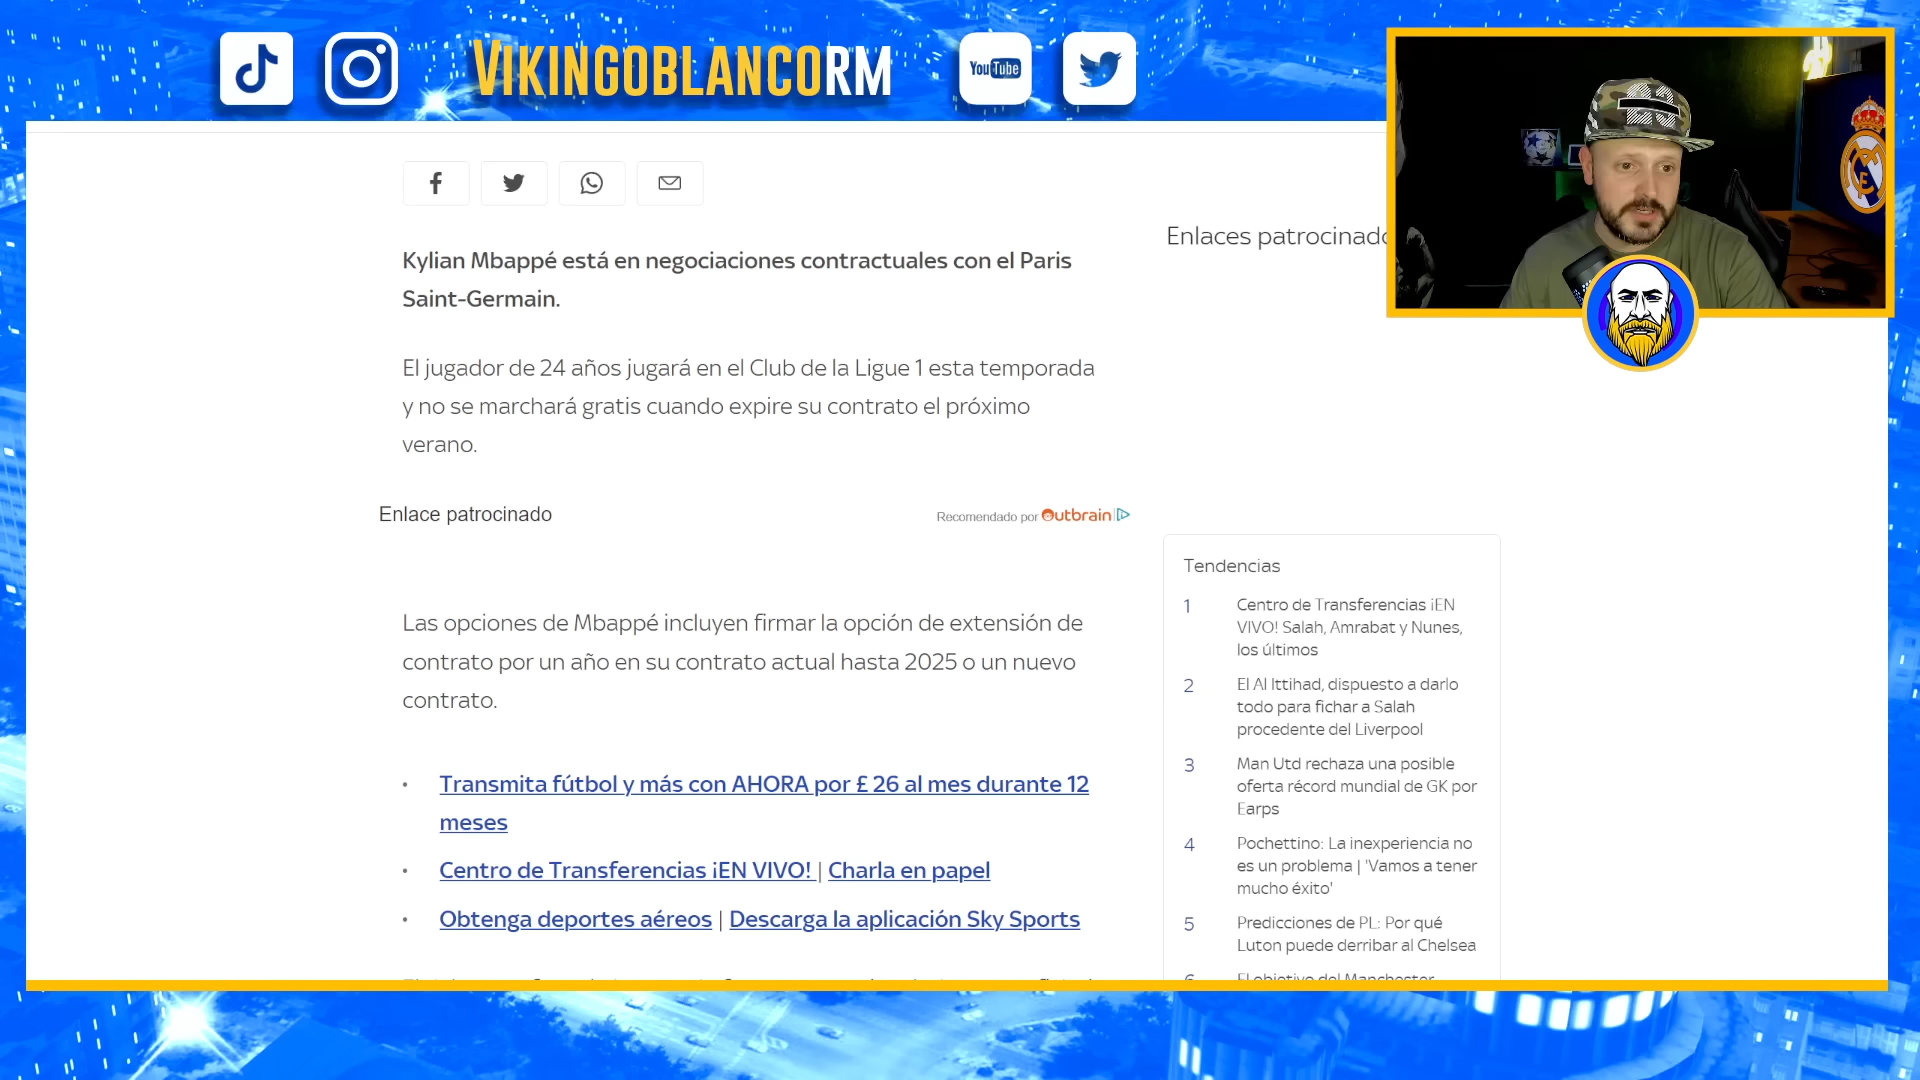 VIKINGOBLANCORM
YouTube
Kylian Mbappé está en negociaciones contractuales con el Paris
Saint-Germain.
El jugador de 24 años jugará en el Club de la Ligue 1 esta temporada
y no se marchará gratis cuando expire su contrato el próximo
verano.
Enlace patrocinado
Recomendado por Outbrain
Las opciones de Mbappé incluyen firmar la opción de extensión de
contrato por un año en su contrato actual hasta 2025 o un nuevo
contrato.
• Transmita fútbol y más con AHORA por £ 26 al mes durante 12
meses
• Centro de Transferencias ¡EN VIVO! | Charla en papel
• Obtenga deportes aéreos | Descarga la aplicación Sky Sports
Enlaces patrocinado
Tendencias
1 Centro de Transferencias ¡EN
VIVO! Salah, Amrabat y Nunes,
los últimos
2 El Al Ittihad, dispuesto a darlo
todo para fichar a Salah
procedente del Liverpool
3 Man Utd rechaza una posible
oferta récord mundial de GK por
Earps
4 Pochettino: La inexperiencia no
es un problema | 'Vamos a tener
mucho éxito'
5 Predicciones de PL: Por qué
Luton puede derribar al Chelsea
6 El objetivo del Manchester